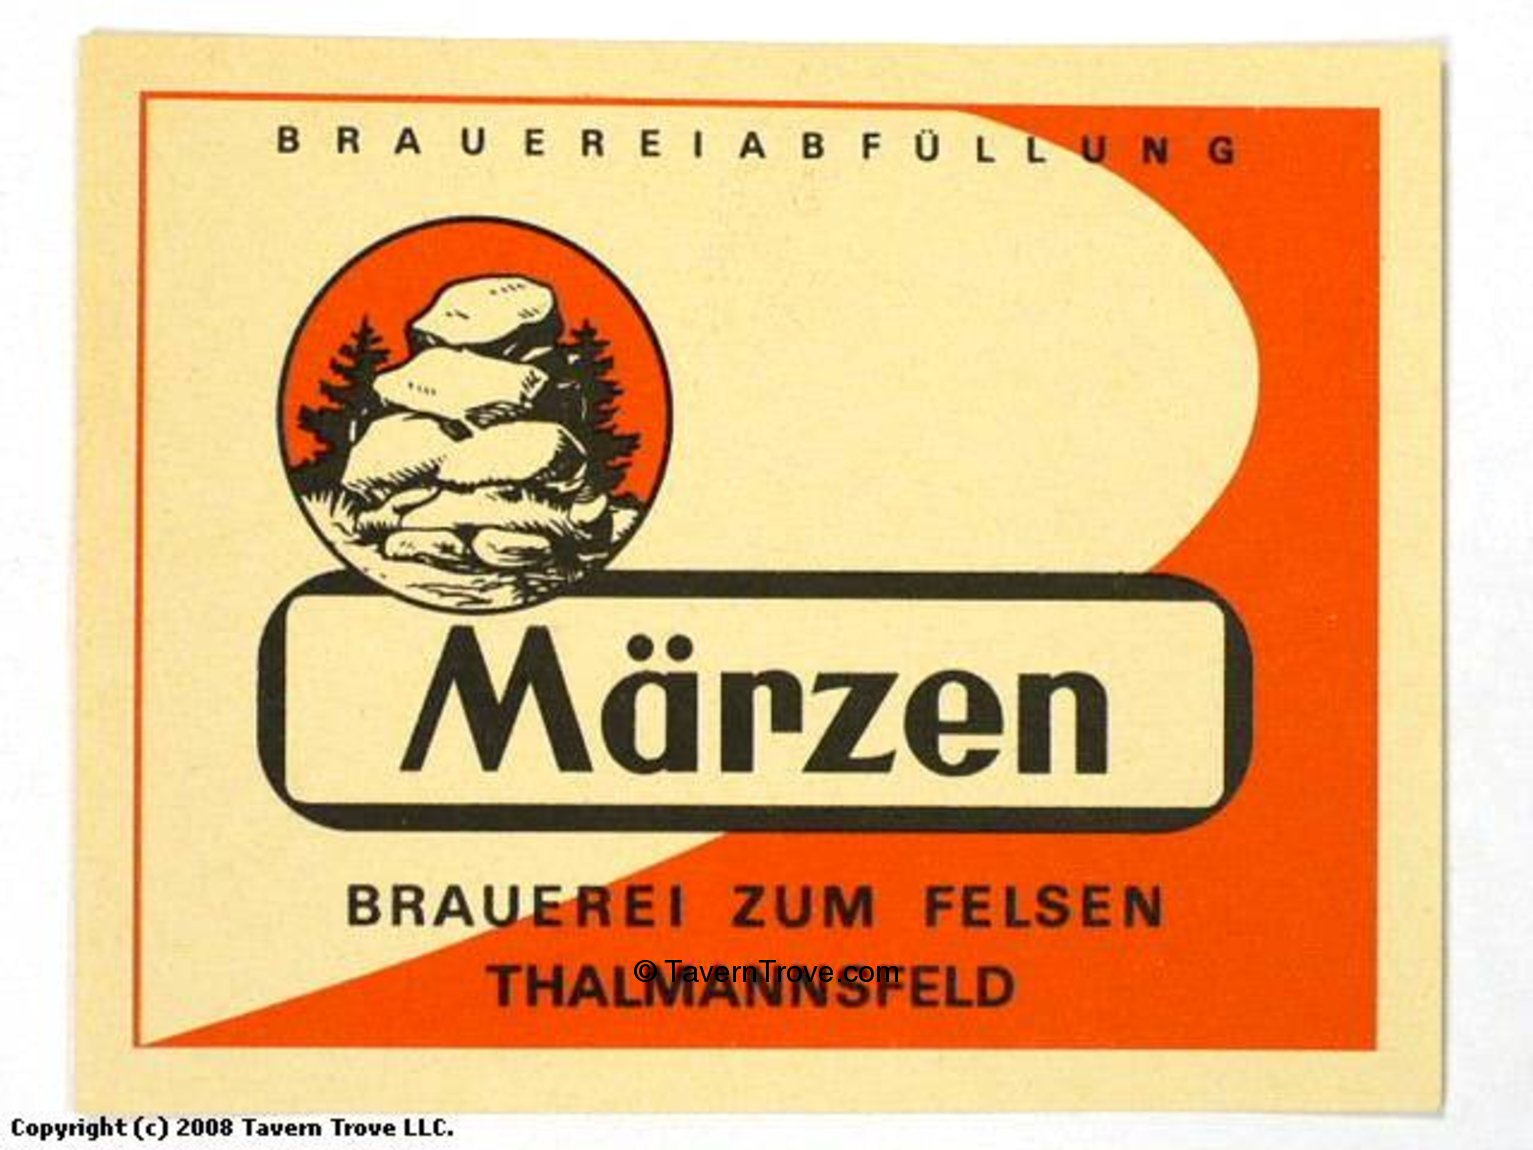 BRAUEREIABFÜLLUNG
Märzen
BRAUEREI ZUM FELSEN
THALMANNSFELD
© TavernTrove.com
Copyright (c) 2008 Tavern Trove LLC.